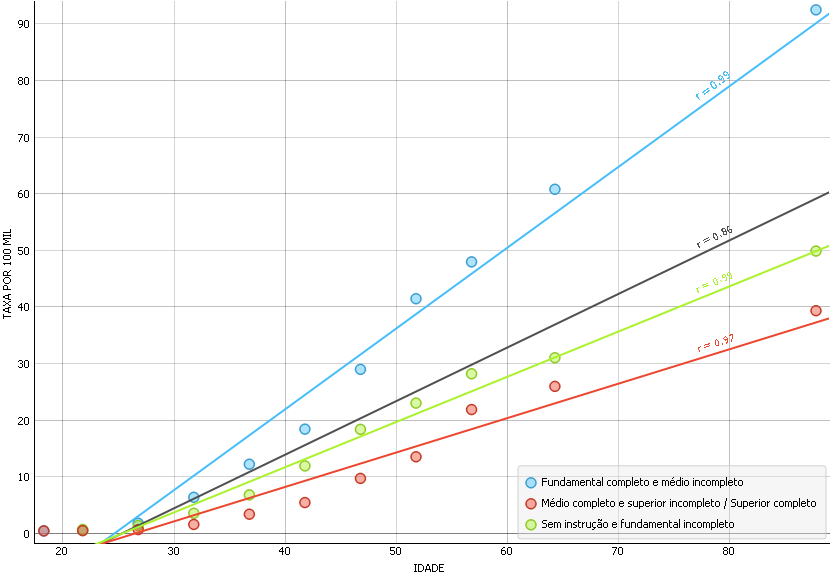 90
80
70
60
50
40
30
20
10
0
TAXA POR 100 MIL
r = 0.99
r = 0.86
r = 0.99
r = 0.97
Fundamental completo e médio incompleto
Médio completo e superior incompleto / Superior completo
Sem instrução e fundamental incompleto
20 30 40 50 60 70 80
IDADE